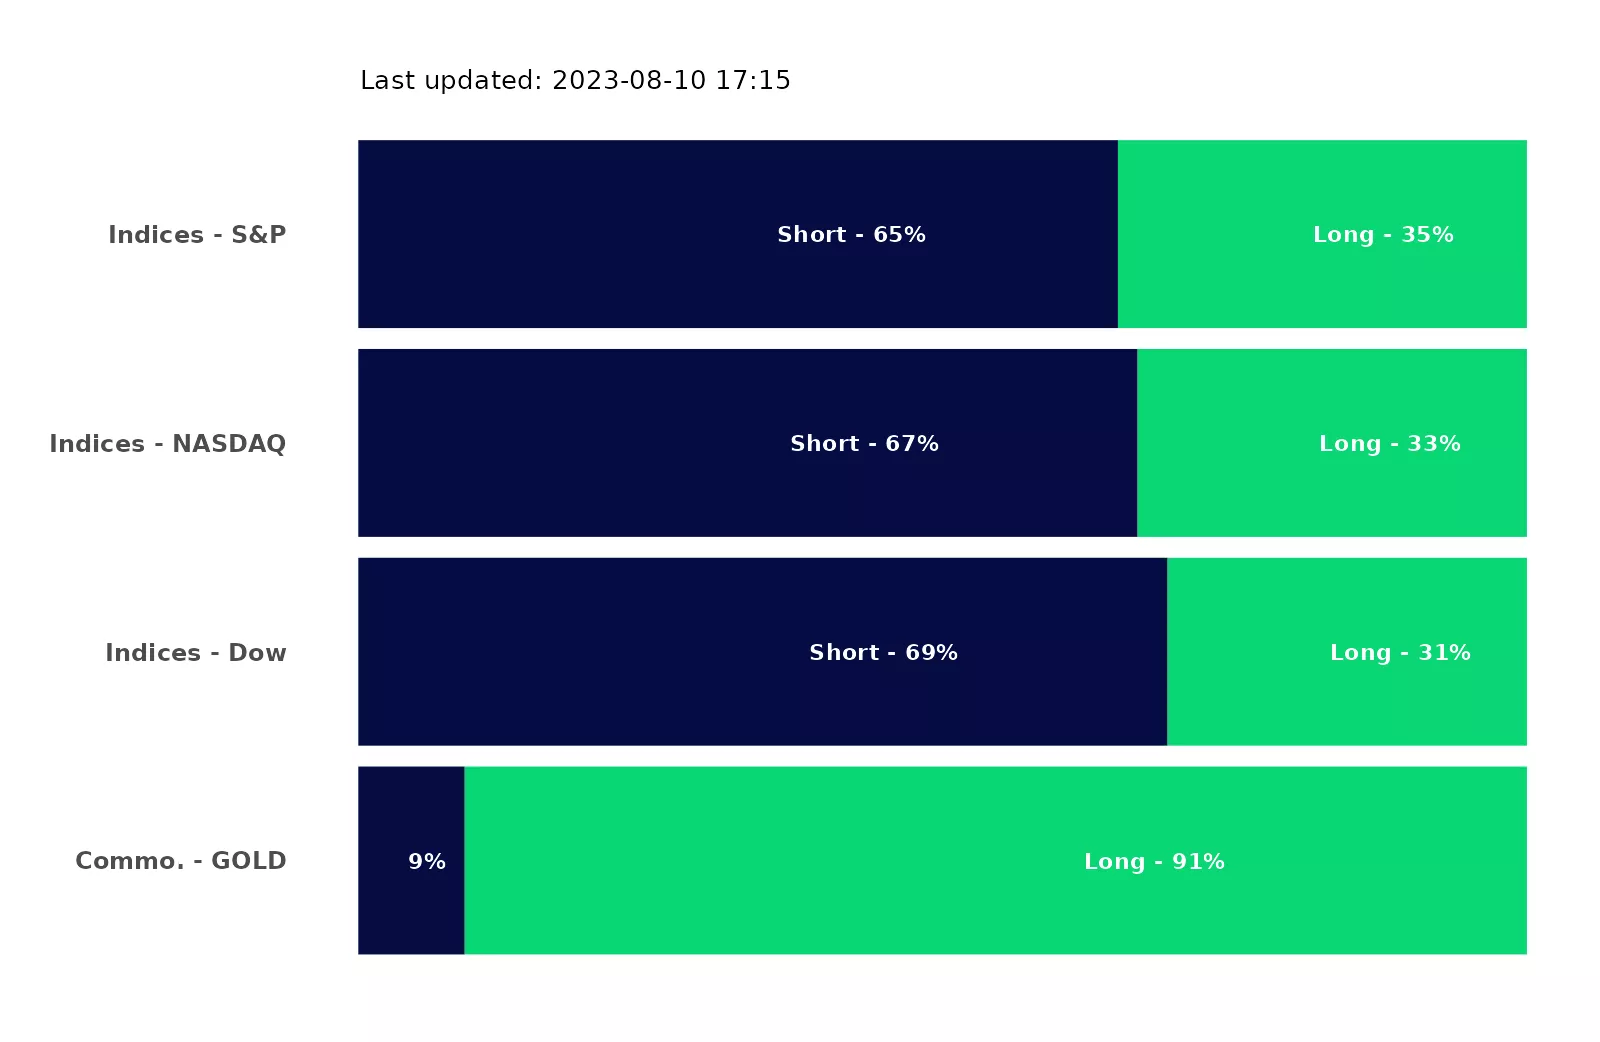 Last updated: 2023-08-10 17:15
Indices - S&P Short - 65% Long - 35%
Indices - NASDAQ Short - 67% Long - 33%
Indices - Dow Short - 69% Long - 31%
Commo. - GOLD 9% Long - 91%